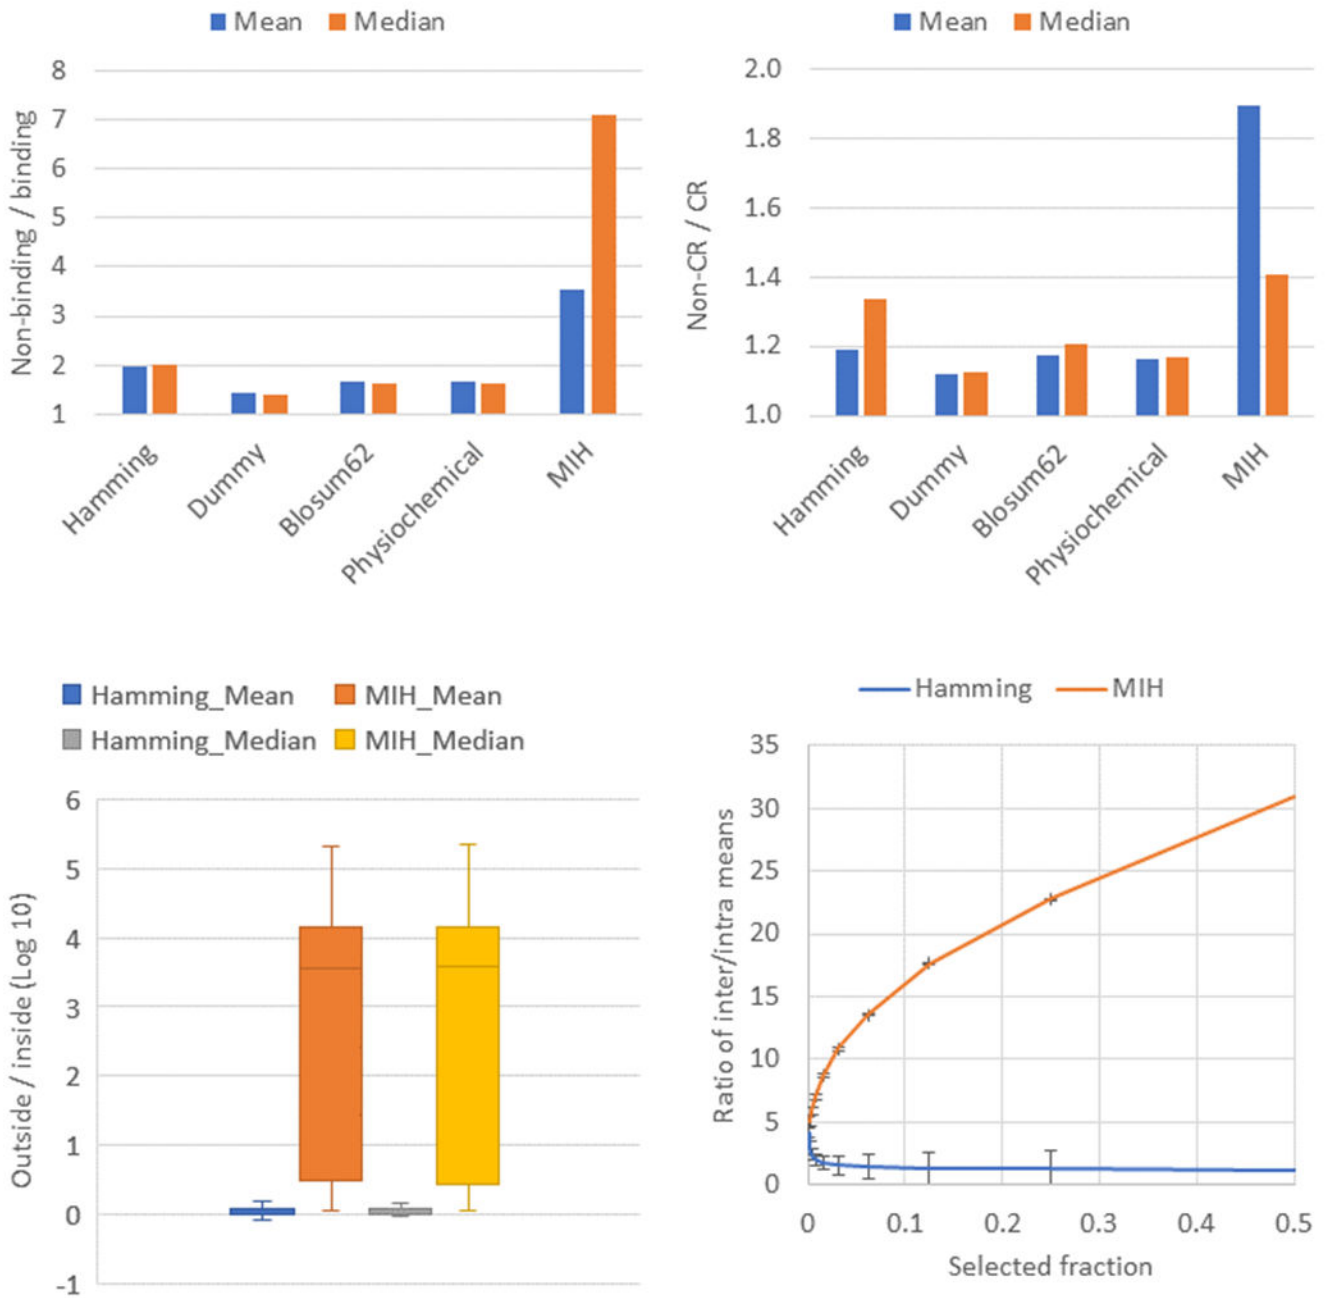 Mean Median
8
7
6
5
4
3
2
1
Non-binding / binding
Hamming
Dummy
Blosum62
Physiochemical
MIH
Mean Median
2.0
1.8
1.6
1.4
1.2
1.0
Non-CR / CR
Hamming
Dummy
Blosum62
Physiochemical
MIH
Hamming_Mean MIH_Mean
Hamming_Median MIH_Median
6
5
4
3
2
1
0
-1
Outside / inside (Log 10)
Hamming MIH
35
30
25
20
15
10
5
0
Ratio of inter/intra means
0 0.1 0.2 0.3 0.4 0.5
Selected fraction